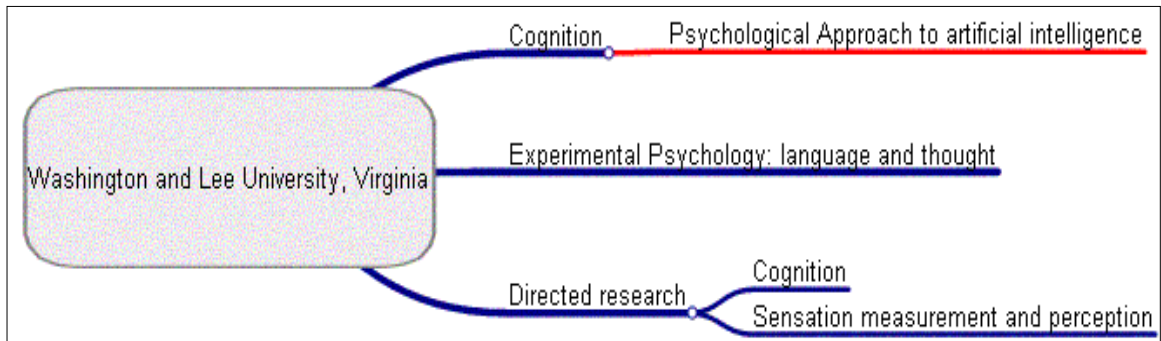 Cognition
Psychological Approach to artificial intelligence
Washington and Lee University, Virginia
Experimental Psychology: language and thought
Directed research
Cognition
Sensation measurement and perception